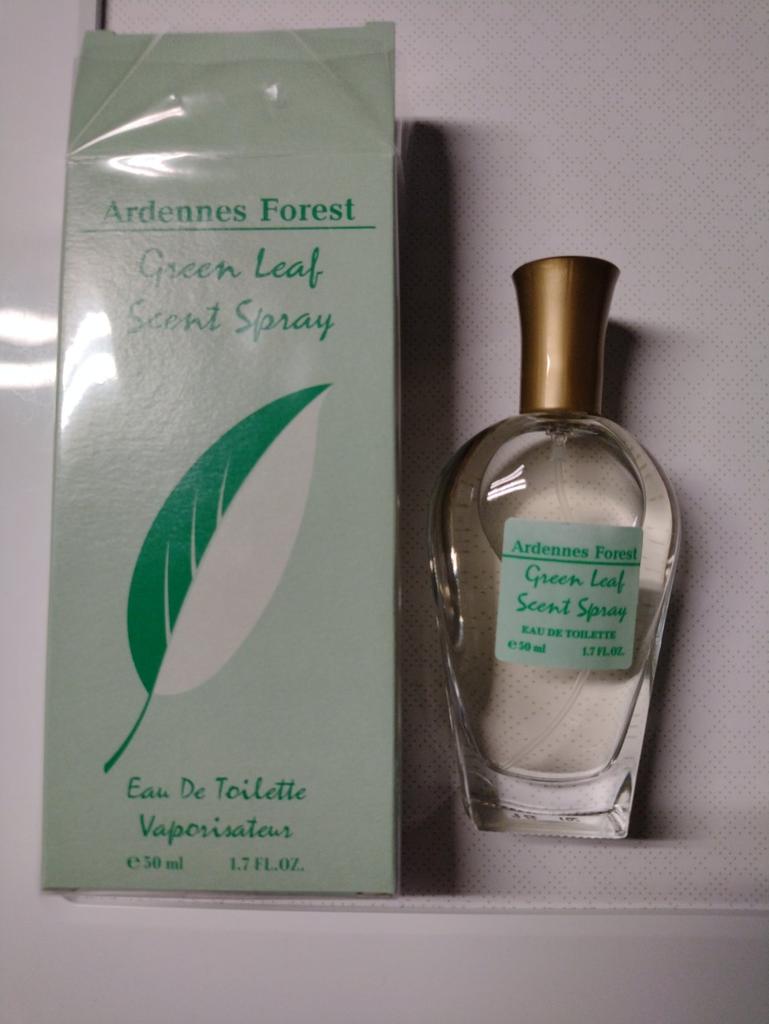 Ardennes Forest
Green Leaf
Scent Spray
Eau De Toilette
Vaporisateur
℮ 50 ml 1.7 FL.OZ.
Ardennes Forest
Green Leaf
Scent Spray
EAU DE TOILETTE
℮ 50 ml 1.7 FL.OZ.